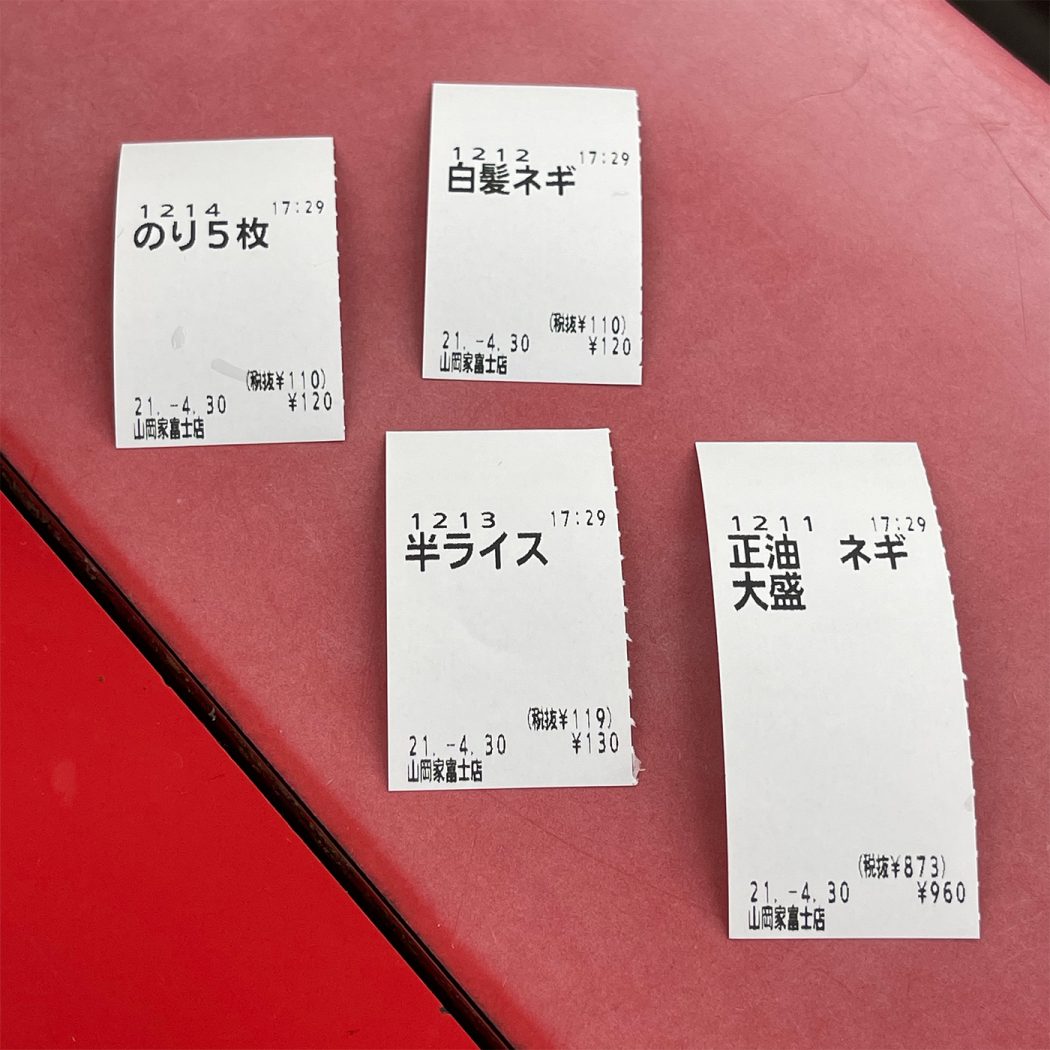 1214 17:29
のり5枚
(税抜¥110)
21.-4.30 ¥120
山岡家富士店
1212 17:29
白髪ネギ
(税抜¥110)
21.-4.30 ¥120
山岡家富士店
1213 17:29
半ライス
(税抜¥119)
21.-4.30 ¥130
山岡家富士店
1211 17:29
正油 ネギ
大盛
(税抜¥873)
21.-4.30 ¥960
山岡家富士店